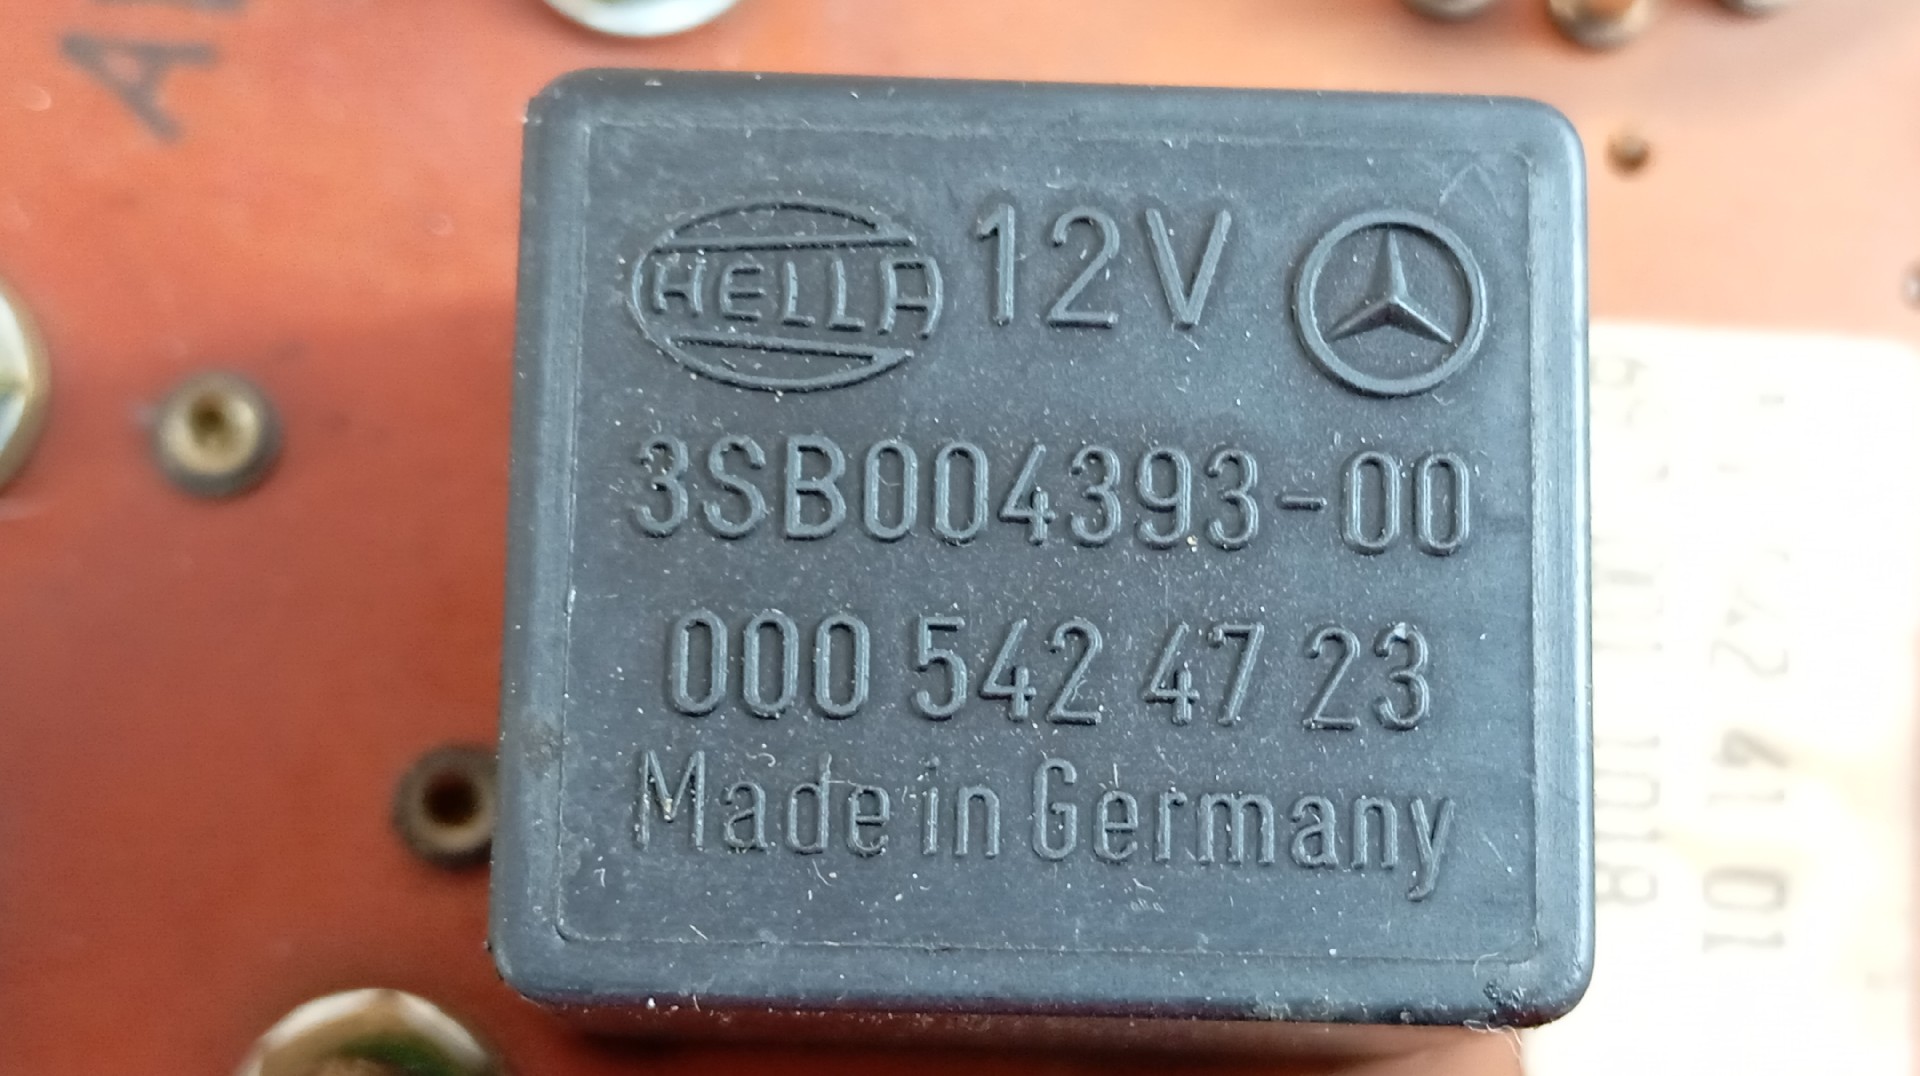 HELLA 12V
3SB004393-00
000 542 47 23
Made in Germany